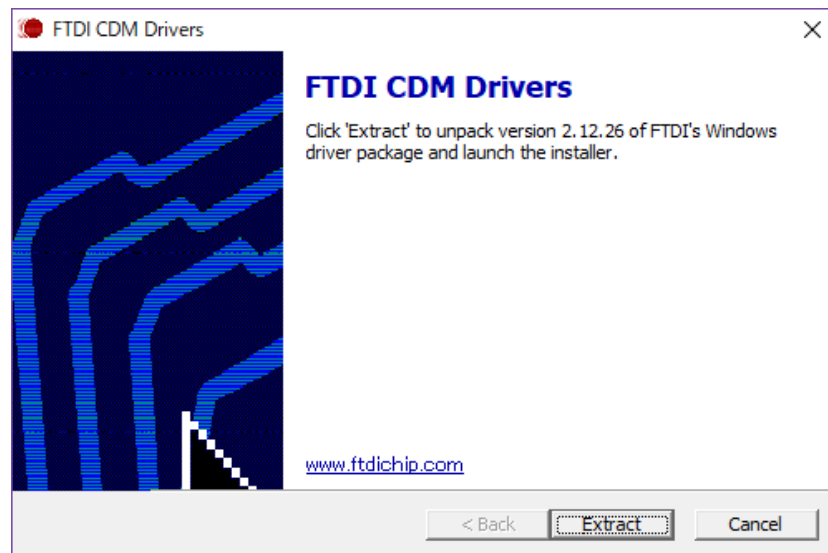 FTDI CDM Drivers
FTDI CDM Drivers
Click 'Extract' to unpack version 2.12.26 of FTDI's Windows
driver package and launch the installer.
www.ftdichip.com
< Back
Extract
Cancel